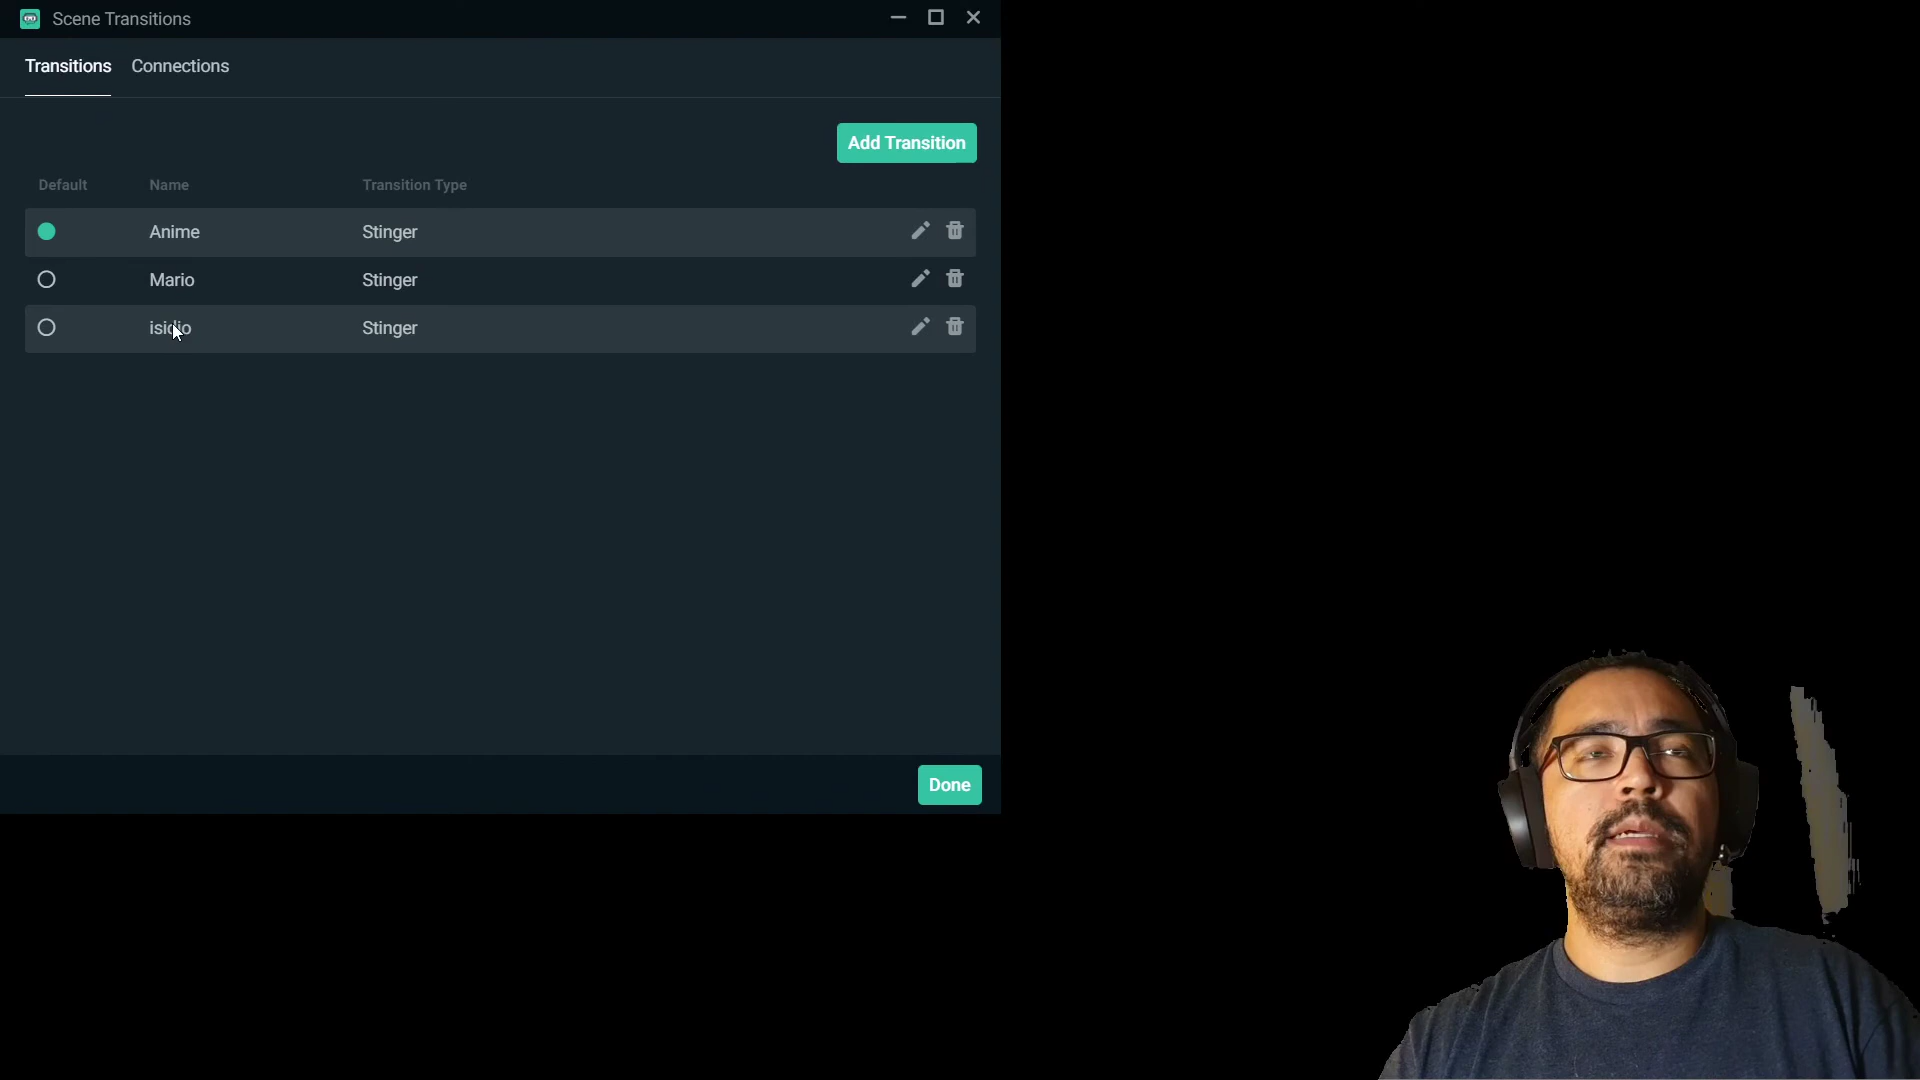 Scene Transitions
Transitions Connections
Add Transition
Default Name Transition Type
Anime Stinger
Mario Stinger
Stinger
Done